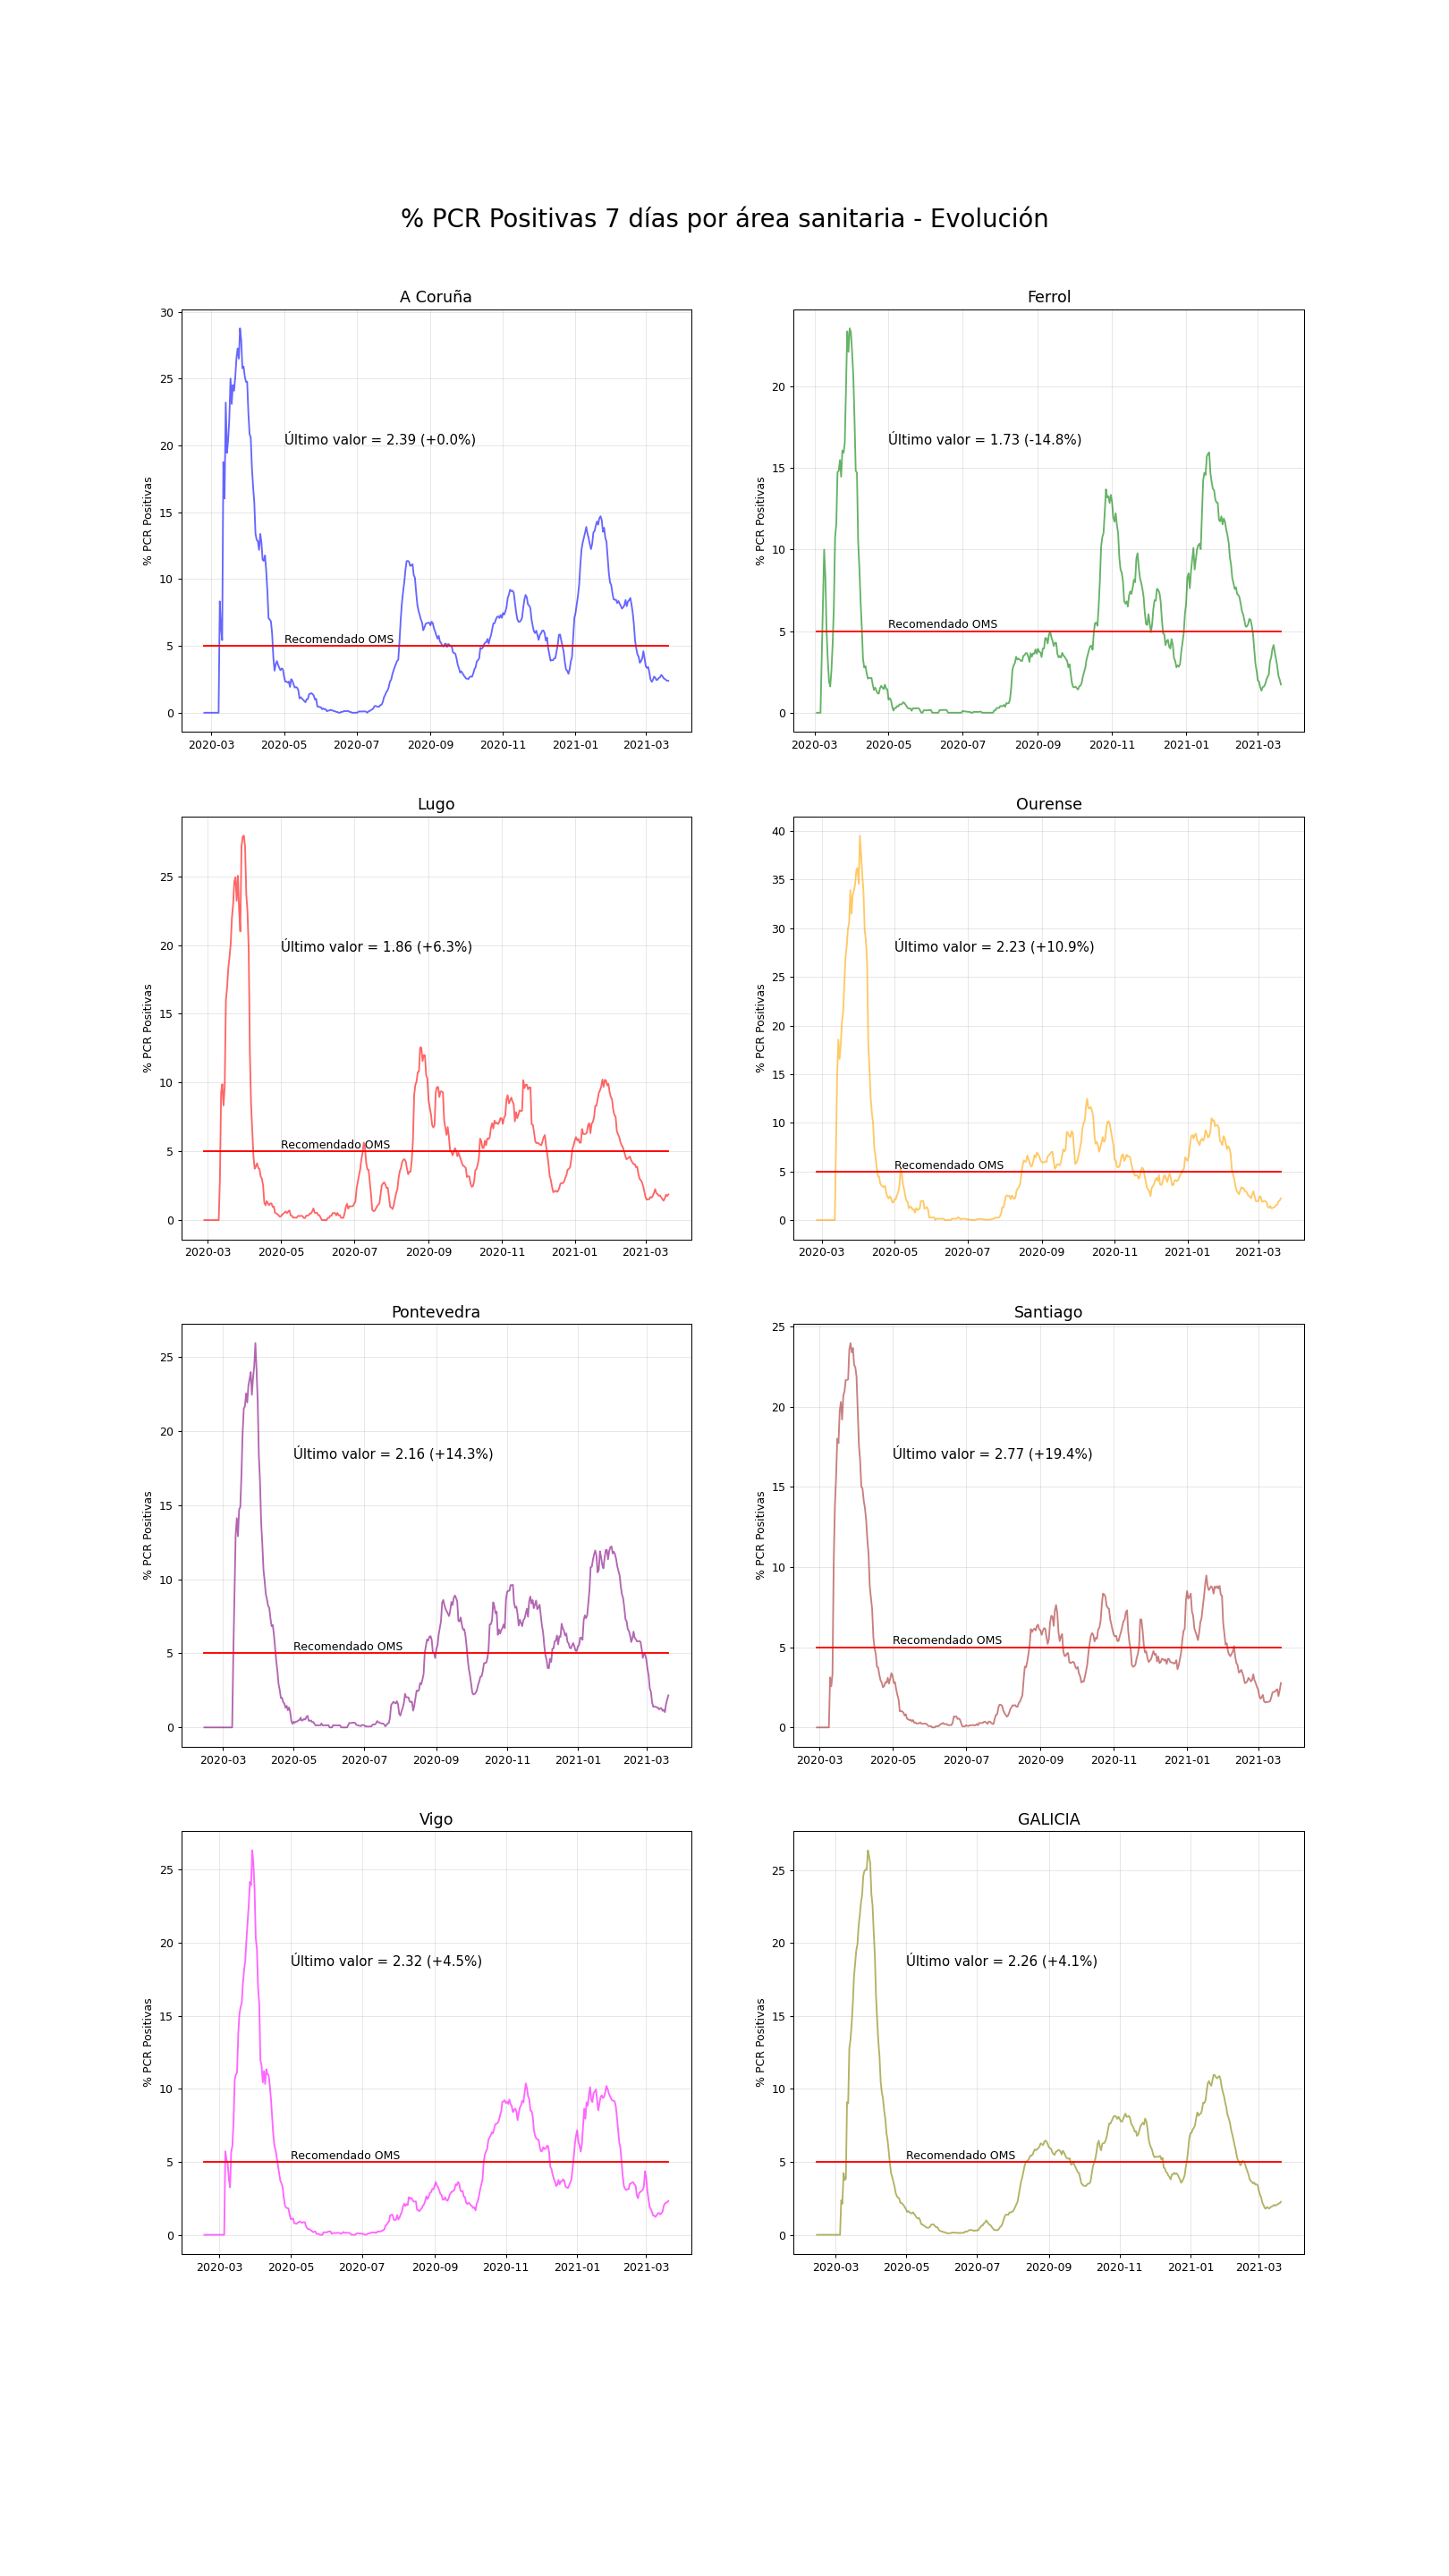 % PCR Positivas 7 días por área sanitaria - Evolución
A Coruña
30
25
20
15
10
5
0
% PCR Positivas
Último valor = 2.39 (+0.0%)
Recomendado OMS
2020-03 2020-05 2020-07 2020-09 2020-11 2021-01 2021-03
Ferrol
20
15
10
5
0
% PCR Positivas
Último valor = 1.73 (-14.8%)
Recomendado OMS
2020-03 2020-05 2020-07 2020-09 2020-11 2021-01 2021-03
Lugo
25
20
15
10
5
0
% PCR Positivas
Último valor = 1.86 (+6.3%)
Recomendado OMS
2020-03 2020-05 2020-07 2020-09 2020-11 2021-01 2021-03
Ourense
40
35
30
25
20
15
10
5
0
% PCR Positivas
Último valor = 2.23 (+10.9%)
Recomendado OMS
2020-03 2020-05 2020-07 2020-09 2020-11 2021-01 2021-03
Pontevedra
25
20
15
10
5
0
% PCR Positivas
Último valor = 2.16 (+14.3%)
Recomendado OMS
2020-03 2020-05 2020-07 2020-09 2020-11 2021-01 2021-03
Santiago
25
20
15
10
5
0
% PCR Positivas
Último valor = 2.77 (+19.4%)
Recomendado OMS
2020-03 2020-05 2020-07 2020-09 2020-11 2021-01 2021-03
Vigo
25
20
15
10
5
0
% PCR Positivas
Último valor = 2.32 (+4.5%)
Recomendado OMS
2020-03 2020-05 2020-07 2020-09 2020-11 2021-01 2021-03
GALICIA
25
20
15
10
5
0
% PCR Positivas
Último valor = 2.26 (+4.1%)
Recomendado OMS
2020-03 2020-05 2020-07 2020-09 2020-11 2021-01 2021-03